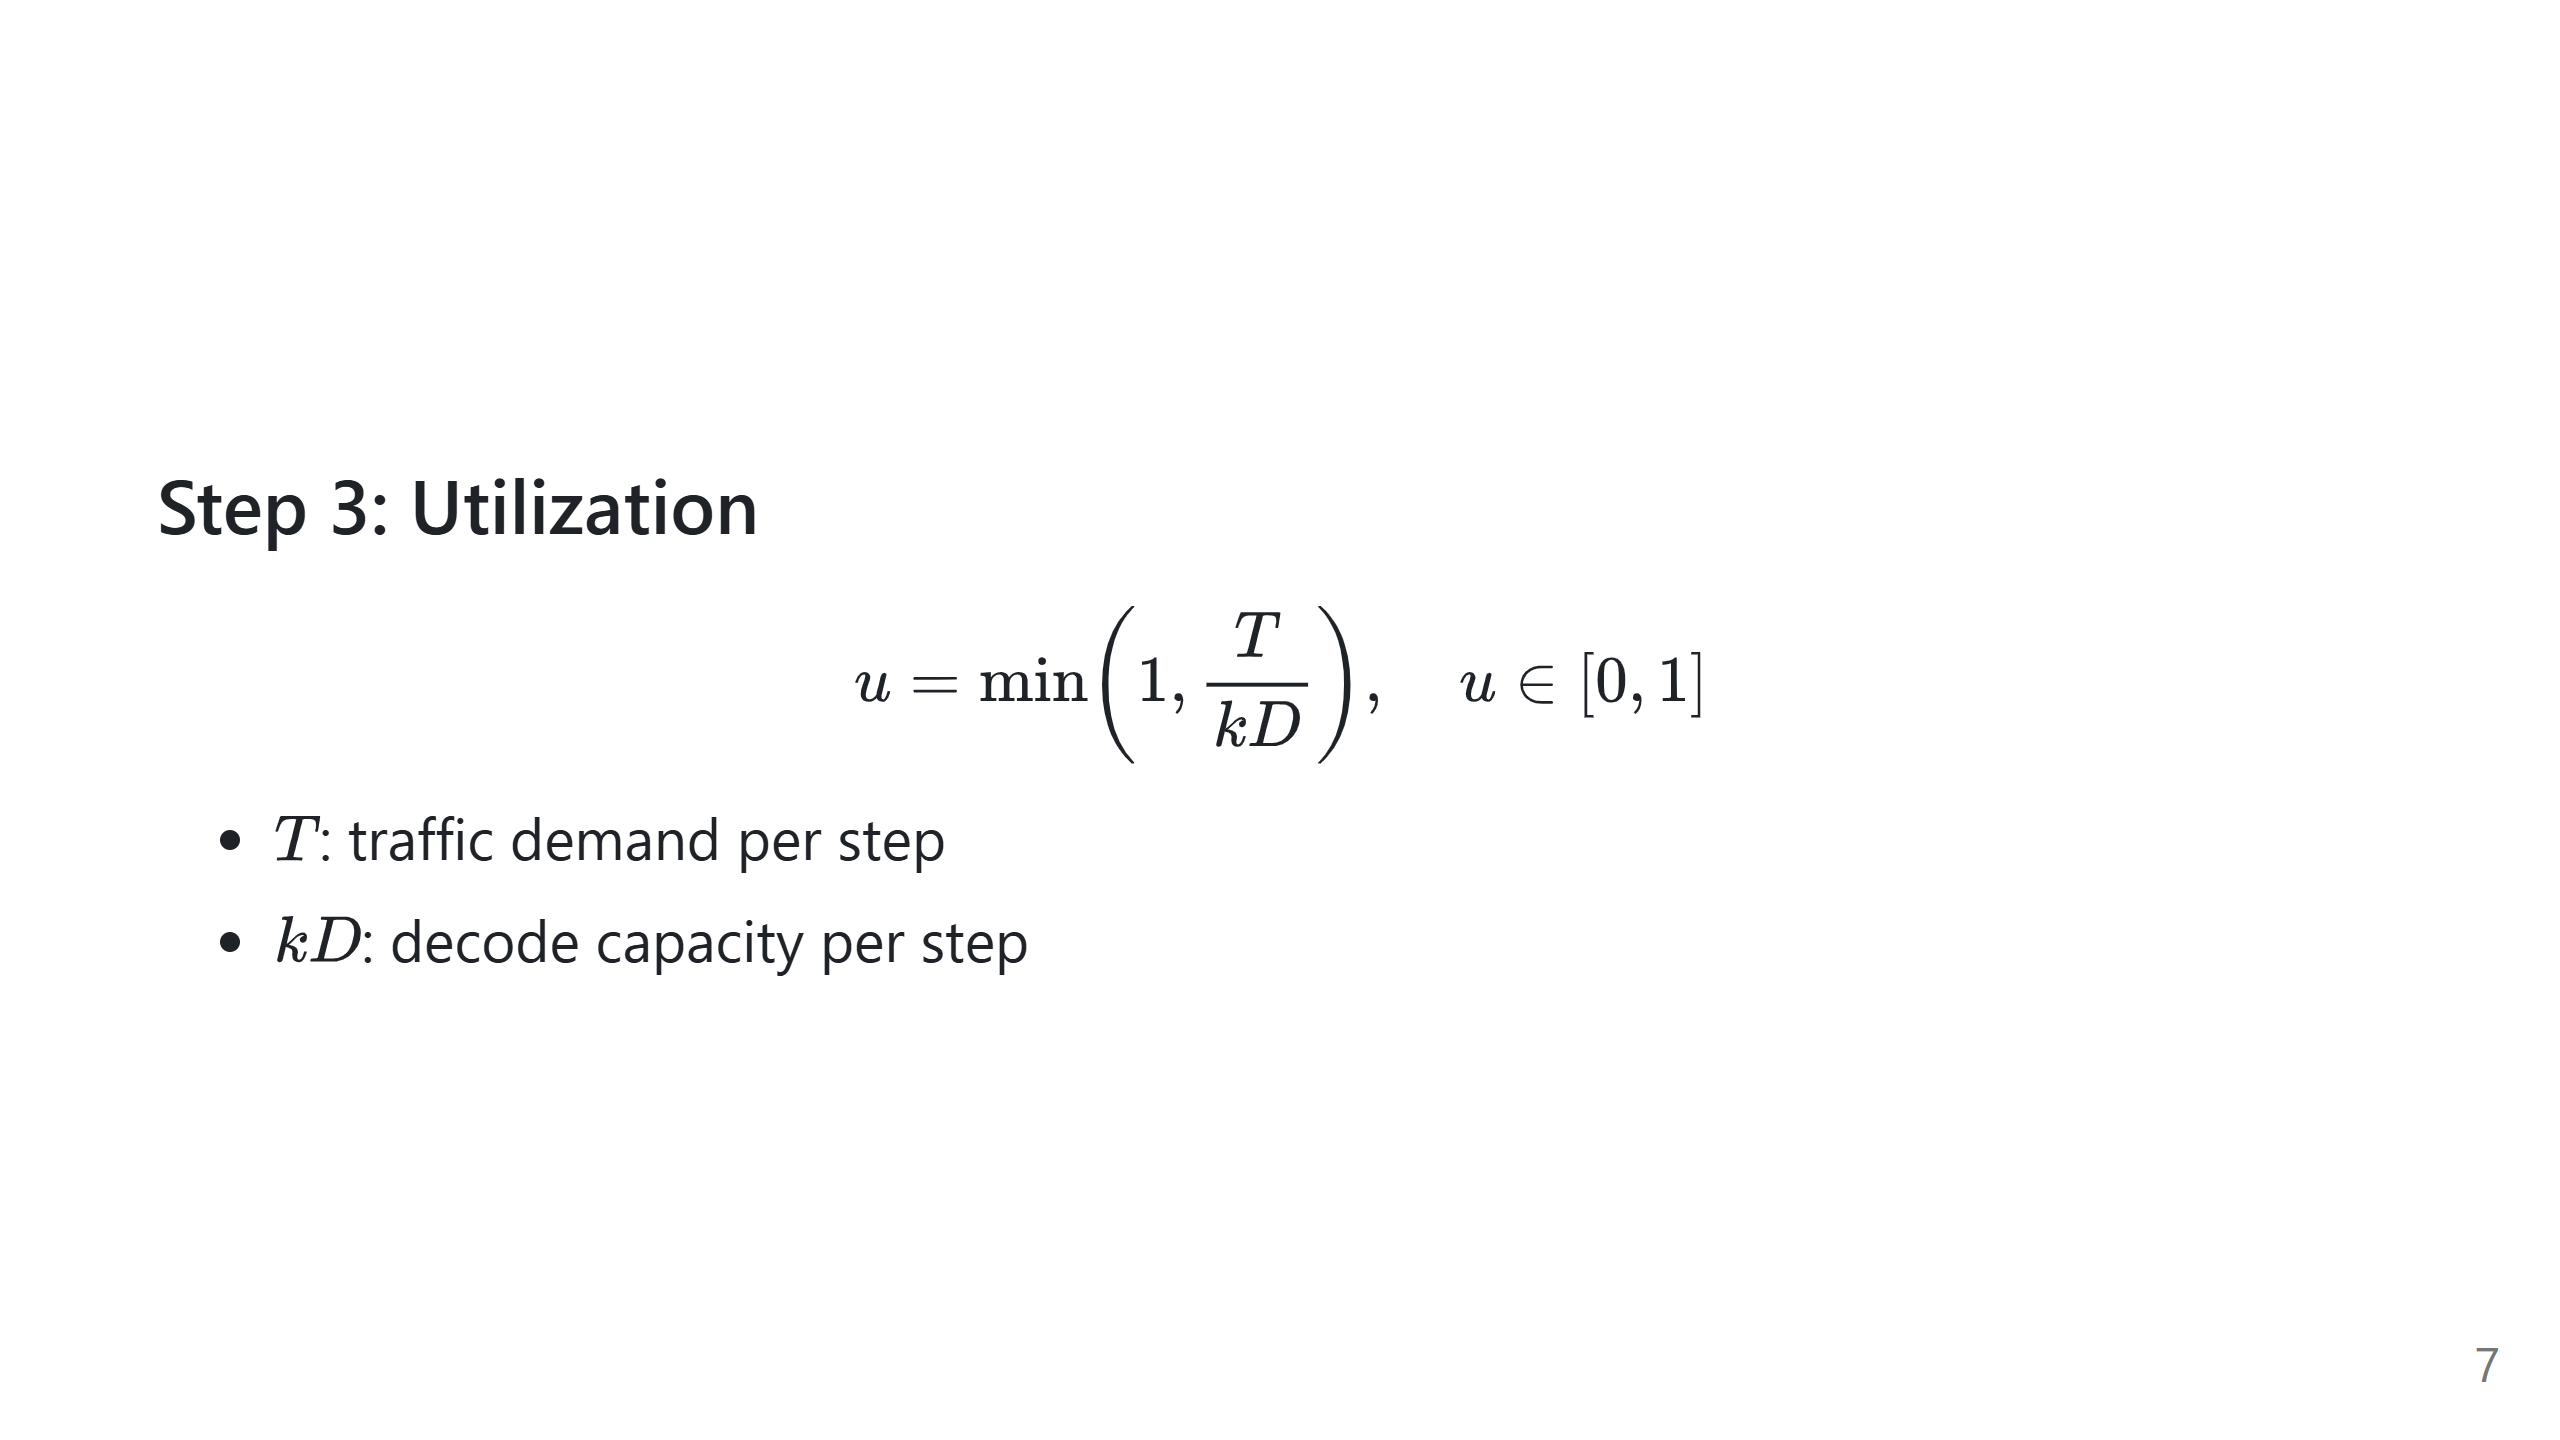 Step 3: Utilization
u = min(1, T/kD), u ∈ [0, 1]
• T: traffic demand per step
• kD: decode capacity per step
7